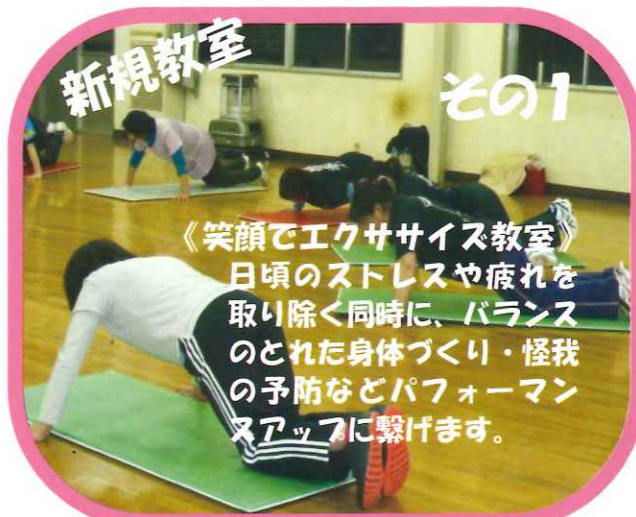 新規教室
その1
《笑顔でエクササイズ教室》
日頃のストレスや疲れを
取り除く同時に、バランス
のとれた身体づくり・怪我
の予防などパフォーマン
スアップに繋げます。